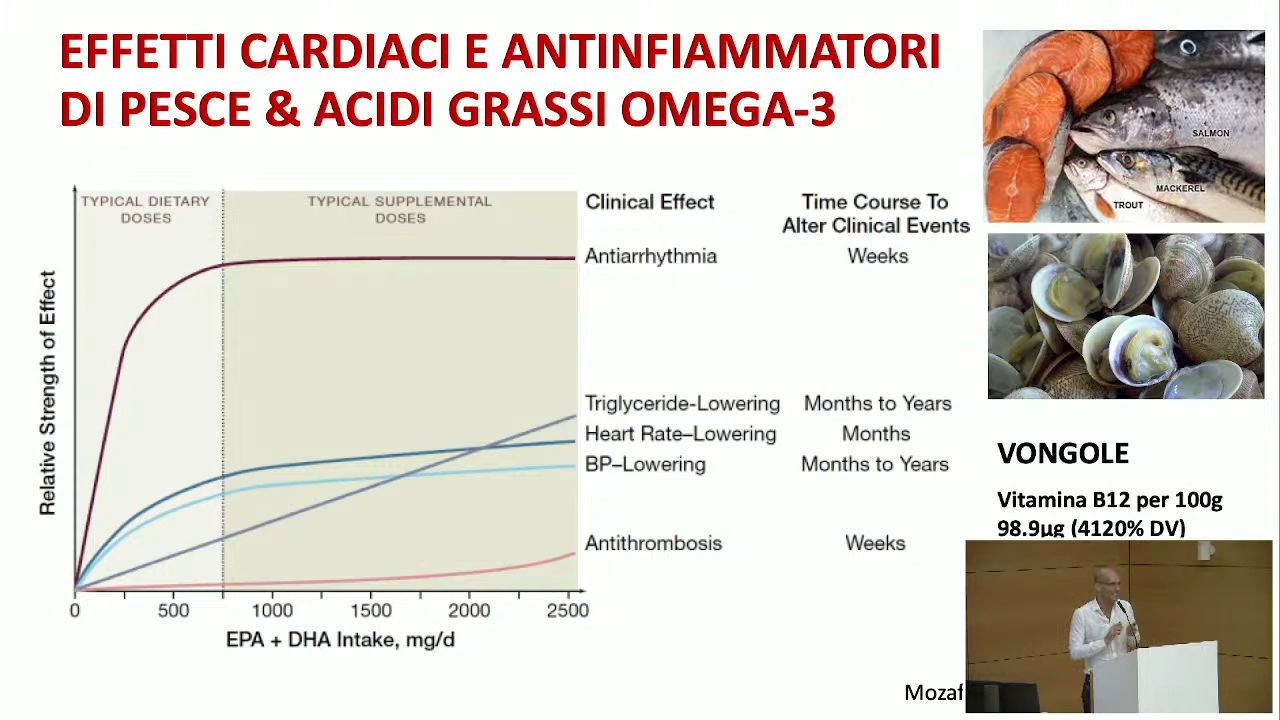 EFFETTI CARDIACI E ANTINFIAMMATORI
DI PESCE & ACIDI GRASSI OMEGA-3
TYPICAL DIETARY
DOSES
TYPICAL SUPPLEMENTAL
DOSES
Clinical Effect
Time Course To
Alter Clinical Events
Antiarrhythmia
Weeks
Triglyceride-Lowering
Months to Years
Heart Rate–Lowering
Months
BP–Lowering
Months to Years
Antithrombosis
Weeks
Relative Strength of Effect
0
500
1000
1500
2000
2500
EPA + DHA Intake, mg/d
SALMON
MACKEREL
TROUT
VONGOLE
Vitamina B12 per 100g
98.9µg (4120% DV)
Mozaf